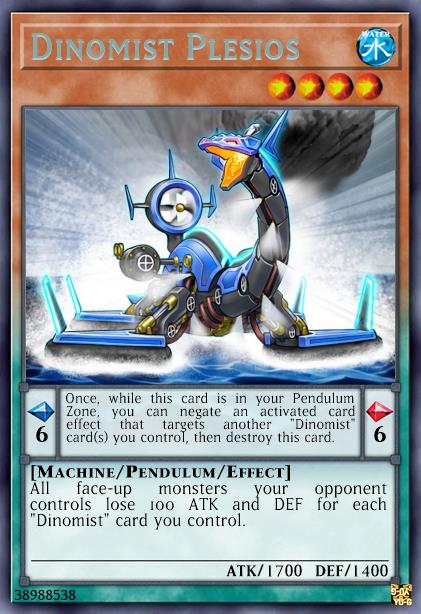 Dinomist Plesios
WATER
水
Once, while this card is in your Pendulum
Zone, you can negate an activated card
effect that targets another "Dinomist"
card(s) you control, then destroy this card.
6
6
[Machine/Pendulum/Effect]
All face-up monsters your opponent
controls lose 100 ATK and DEF for each
"Dinomist" card you control.
ATK/1700 DEF/1400
38988538